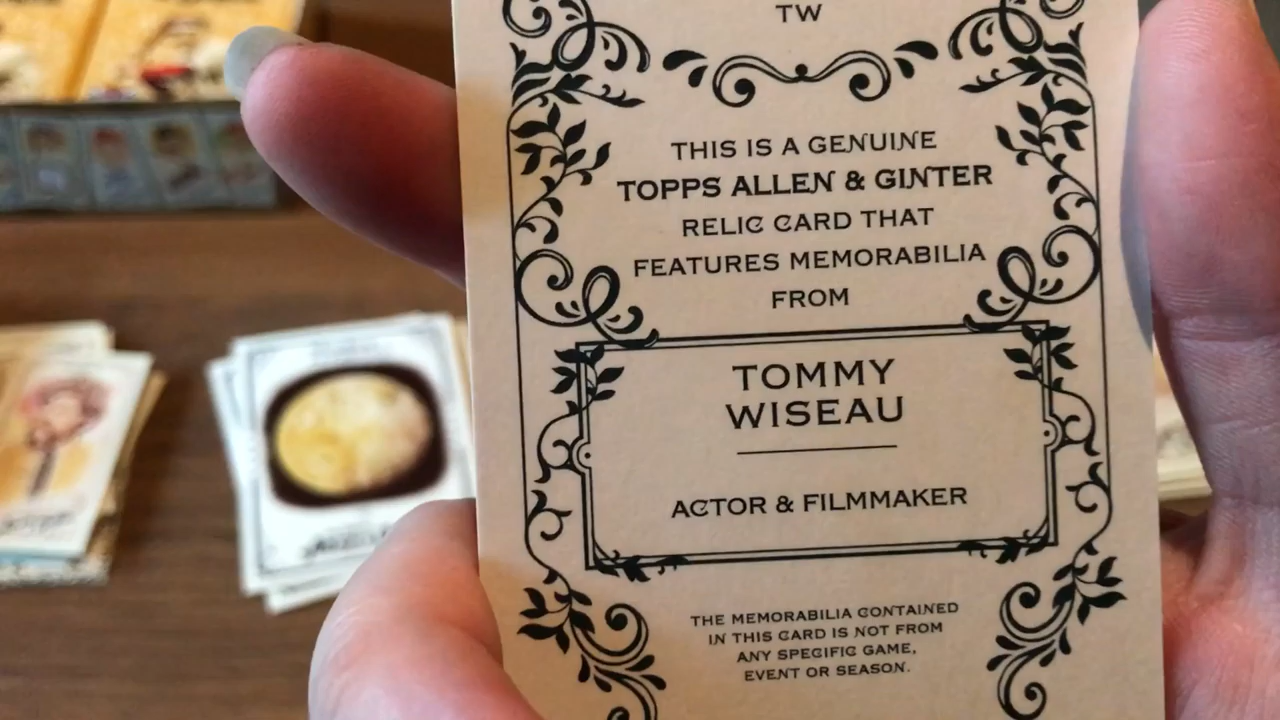 TW
THIS IS A GENUINE
TOPPS ALLEN & GINTER
RELIC CARD THAT
FEATURES MEMORABILIA
FROM
TOMMY
WISEAU
ACTOR & FILMMAKER
THE MEMORABILIA CONTAINED
IN THIS CARD IS NOT FROM
ANY SPECIFIC GAME,
EVENT OR SEASON.